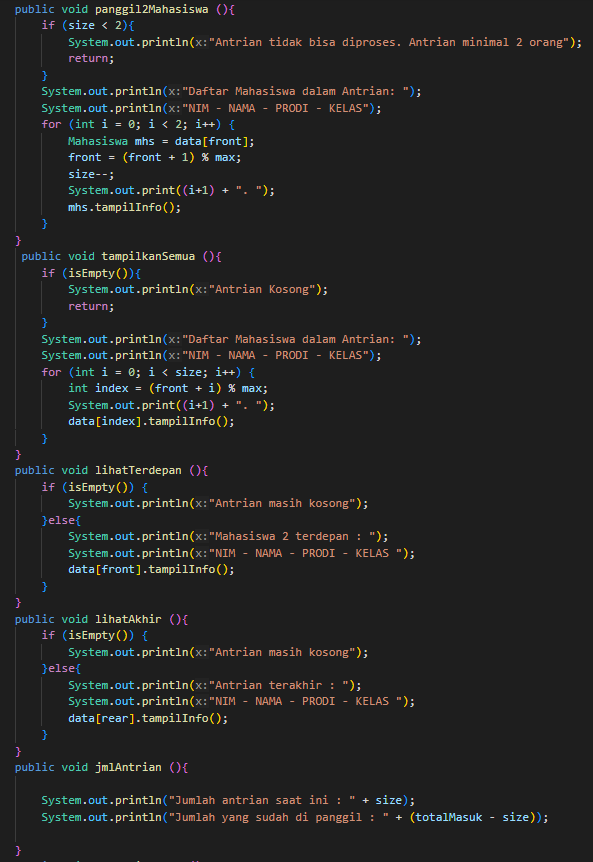 public void panggil2Mahasiswa (){
if (size < 2){
System.out.println(x:"Antrian tidak bisa diproses. Antrian minimal 2 orang");
return;
}
System.out.println(x:"Daftar Mahasiswa dalam Antrian: ");
System.out.println(x:"NIM - NAMA - PRODI - KELAS");
for (int i = 0; i < 2; i++) {
Mahasiswa mhs = data[front];
front = (front + 1) % max;
size--;
System.out.print((i+1) + ". ");
mhs.tampilInfo();
}
}
public void tampilkanSemua (){
if (isEmpty()){
System.out.println(x:"Antrian Kosong");
return;
}
System.out.println(x:"Daftar Mahasiswa dalam Antrian: ");
System.out.println(x:"NIM - NAMA - PRODI - KELAS");
for (int i = 0; i < size; i++) {
int index = (front + i) % max;
System.out.print((i+1) + ". ");
data[index].tampilInfo();
}
}
public void lihatTerdepan (){
if (isEmpty()) {
System.out.println(x:"Antrian masih kosong");
}else{
System.out.println(x:"Mahasiswa 2 terdepan : ");
System.out.println(x:"NIM - NAMA - PRODI - KELAS ");
data[front].tampilInfo();
}
}
public void lihatAkhir (){
if (isEmpty()) {
System.out.println(x:"Antrian masih kosong");
}else{
System.out.println(x:"Antrian terakhir : ");
System.out.println(x:"NIM - NAMA - PRODI - KELAS ");
data[rear].tampilInfo();
}
}
public void jmlAntrian (){
System.out.println("Jumlah antrian saat ini : " + size);
System.out.println("Jumlah yang sudah di panggil : " + (totalMasuk - size));
}